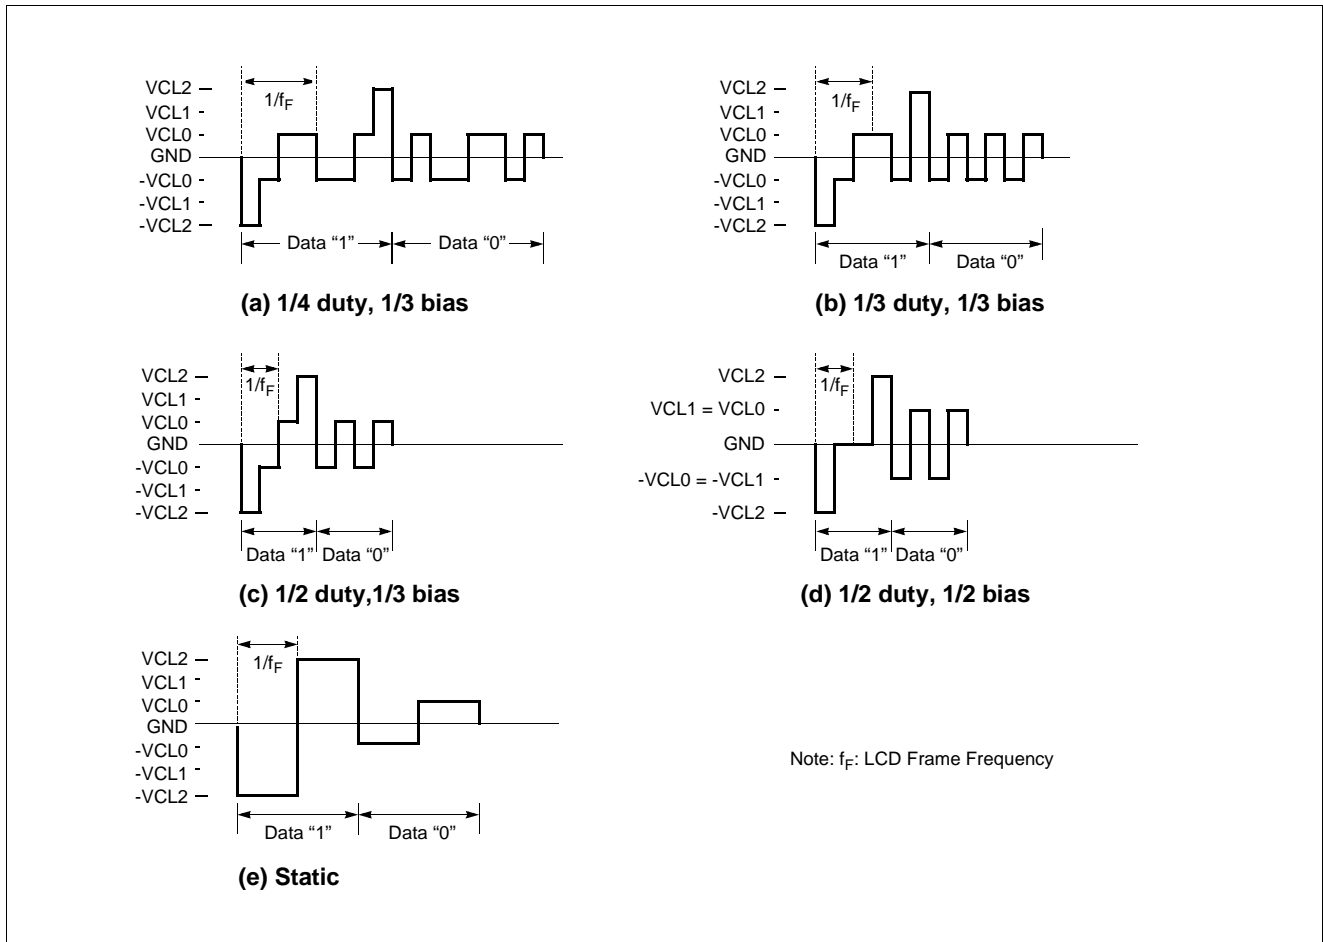 VCL2
VCL1
VCL0
GND
-VCL0
-VCL1
-VCL2
1/fF
Data “1”
Data “0”
(a) 1/4 duty, 1/3 bias
VCL2
VCL1
VCL0
GND
-VCL0
-VCL1
-VCL2
1/fF
Data “1”
Data “0”
(b) 1/3 duty, 1/3 bias
VCL2
VCL1
VCL0
GND
-VCL0
-VCL1
-VCL2
1/fF
Data “1”
Data “0”
(c) 1/2 duty,1/3 bias
VCL2
VCL1 = VCL0
GND
-VCL0 = -VCL1
-VCL2
1/fF
Data “1”
Data “0”
(d) 1/2 duty, 1/2 bias
VCL2
VCL1
VCL0
GND
-VCL0
-VCL1
-VCL2
1/fF
Data “1”
Data “0”
(e) Static
Note: fF: LCD Frame Frequency